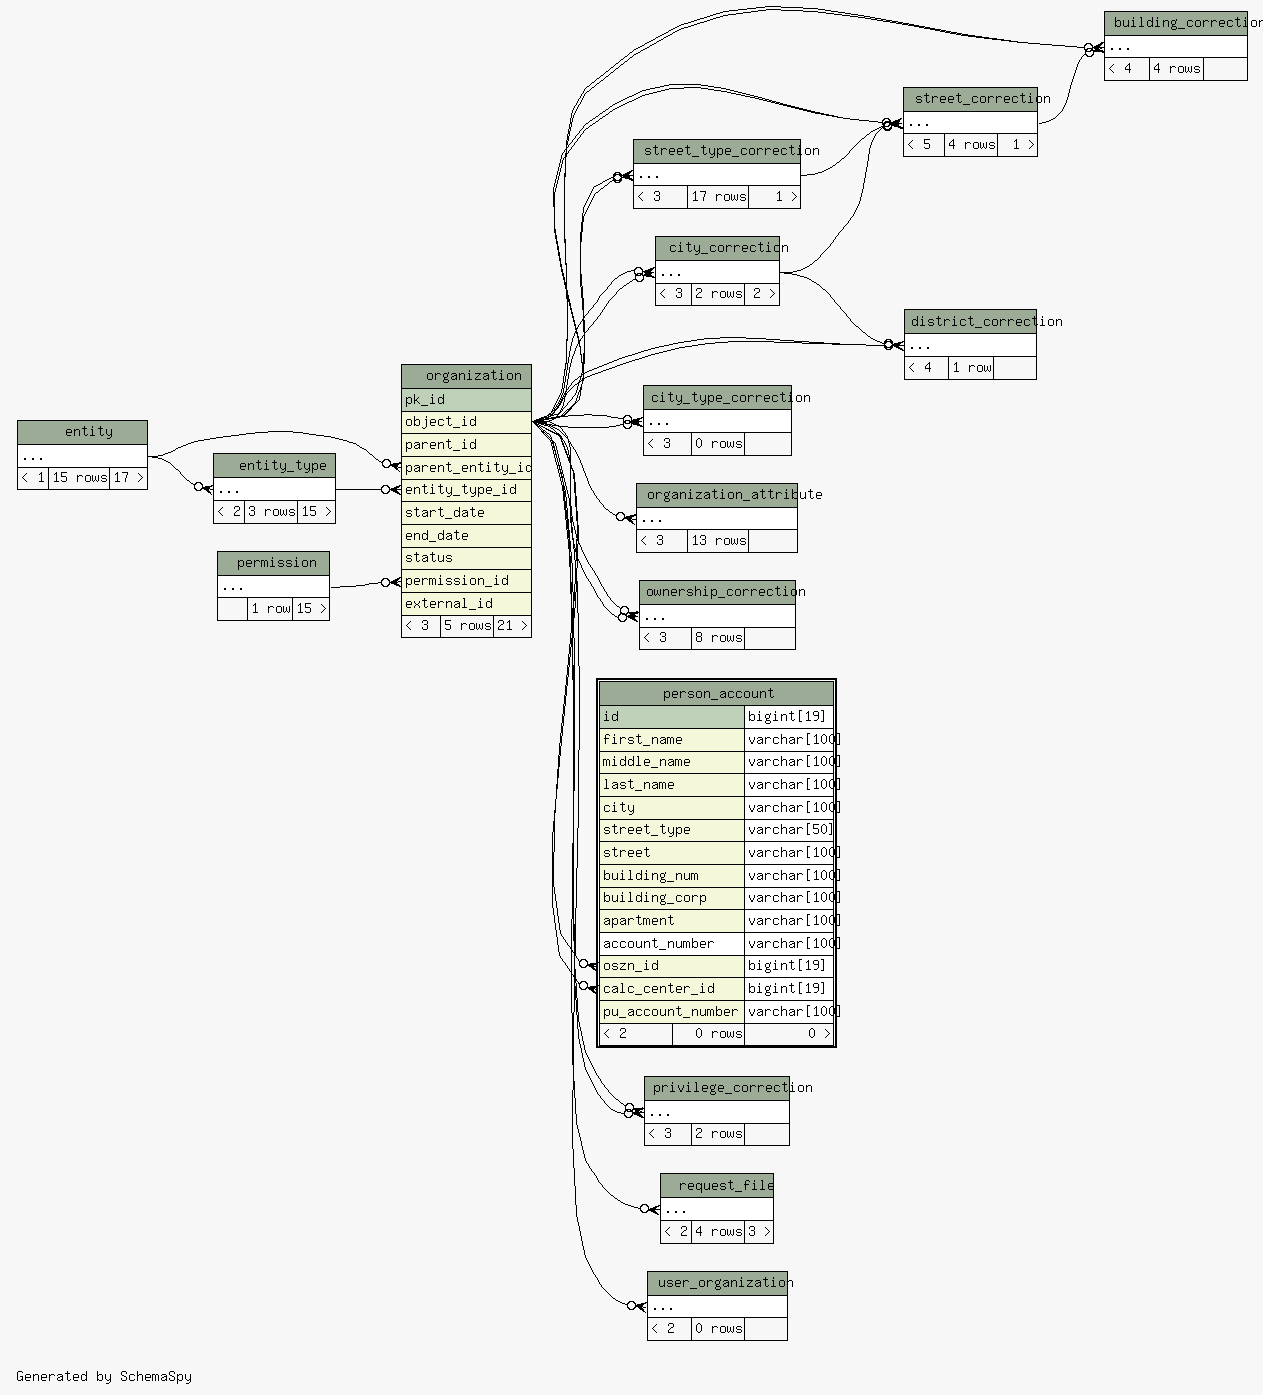 building_correction
...
< 4 4 rows
street_correction
...
< 5 4 rows 1 >
street_type_correction
...
< 3 17 rows 1 >
city_correction
...
< 3 2 rows 2 >
district_correction
...
< 4 1 row
organization
pk_id
object_id
parent_id
parent_entity_id
entity_type_id
start_date
end_date
status
permission_id
external_id
< 3 5 rows 21 >
city_type_correction
...
< 3 0 rows
entity
...
< 1 15 rows 17 >
entity_type
...
< 2 3 rows 15 >
organization_attribute
...
< 3 13 rows
permission
...
1 row 15 >
ownership_correction
...
< 3 8 rows
person_account
id bigint[19]
first_name varchar[100]
middle_name varchar[100]
last_name varchar[100]
city varchar[100]
street_type varchar[50]
street varchar[100]
building_num varchar[100]
building_corp varchar[100]
apartment varchar[100]
account_number varchar[100]
oszn_id bigint[19]
calc_center_id bigint[19]
pu_account_number varchar[100]
< 2 0 rows 0 >
privilege_correction
...
< 3 2 rows
request_file
...
< 2 4 rows 3 >
user_organization
...
< 2 0 rows
Generated by SchemaSpy